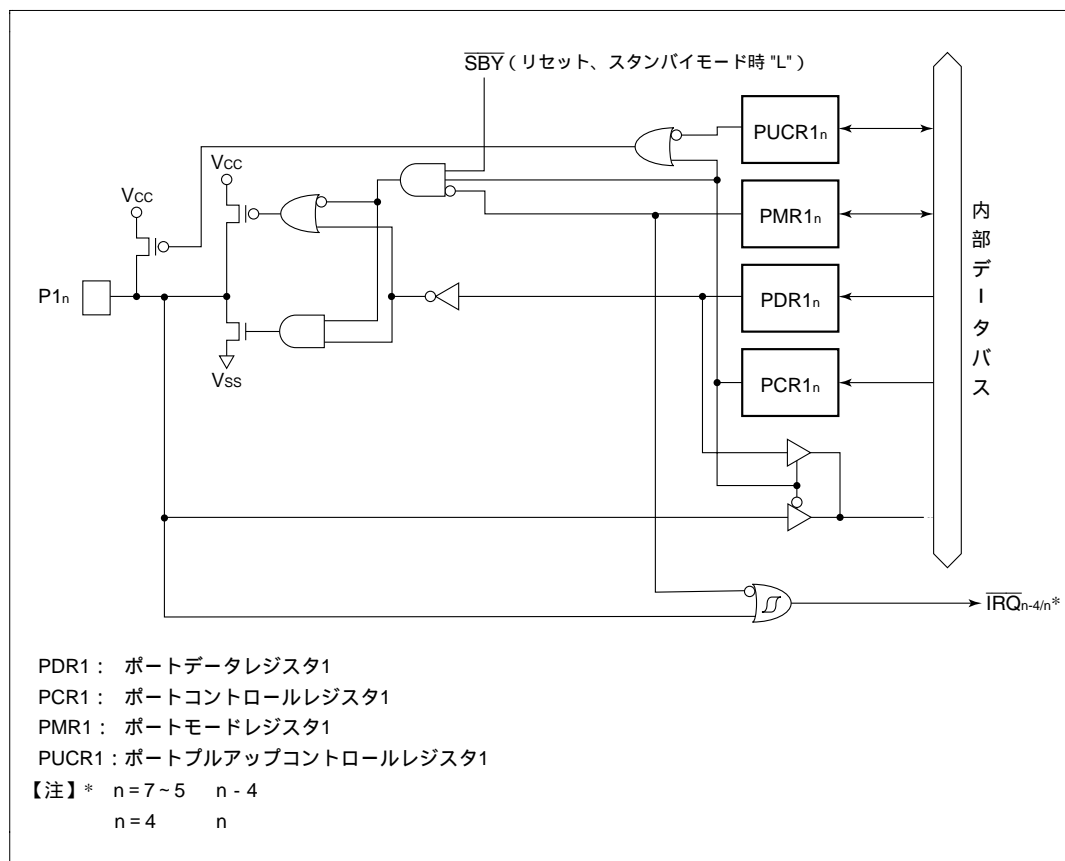 SBY（リセット、スタンバイモード時 "L"）
VCC
VCC
P1n
VSS
PUCR1n
PMR1n
PDR1n
PCR1n
内部データバス
IRQn-4/n*
PDR1： ポートデータレジスタ1
PCR1： ポートコントロールレジスタ1
PMR1： ポートモードレジスタ1
PUCR1：ポートプルアップコントロールレジスタ1
【注】* n = 7 ~ 5 n - 4
n = 4 n